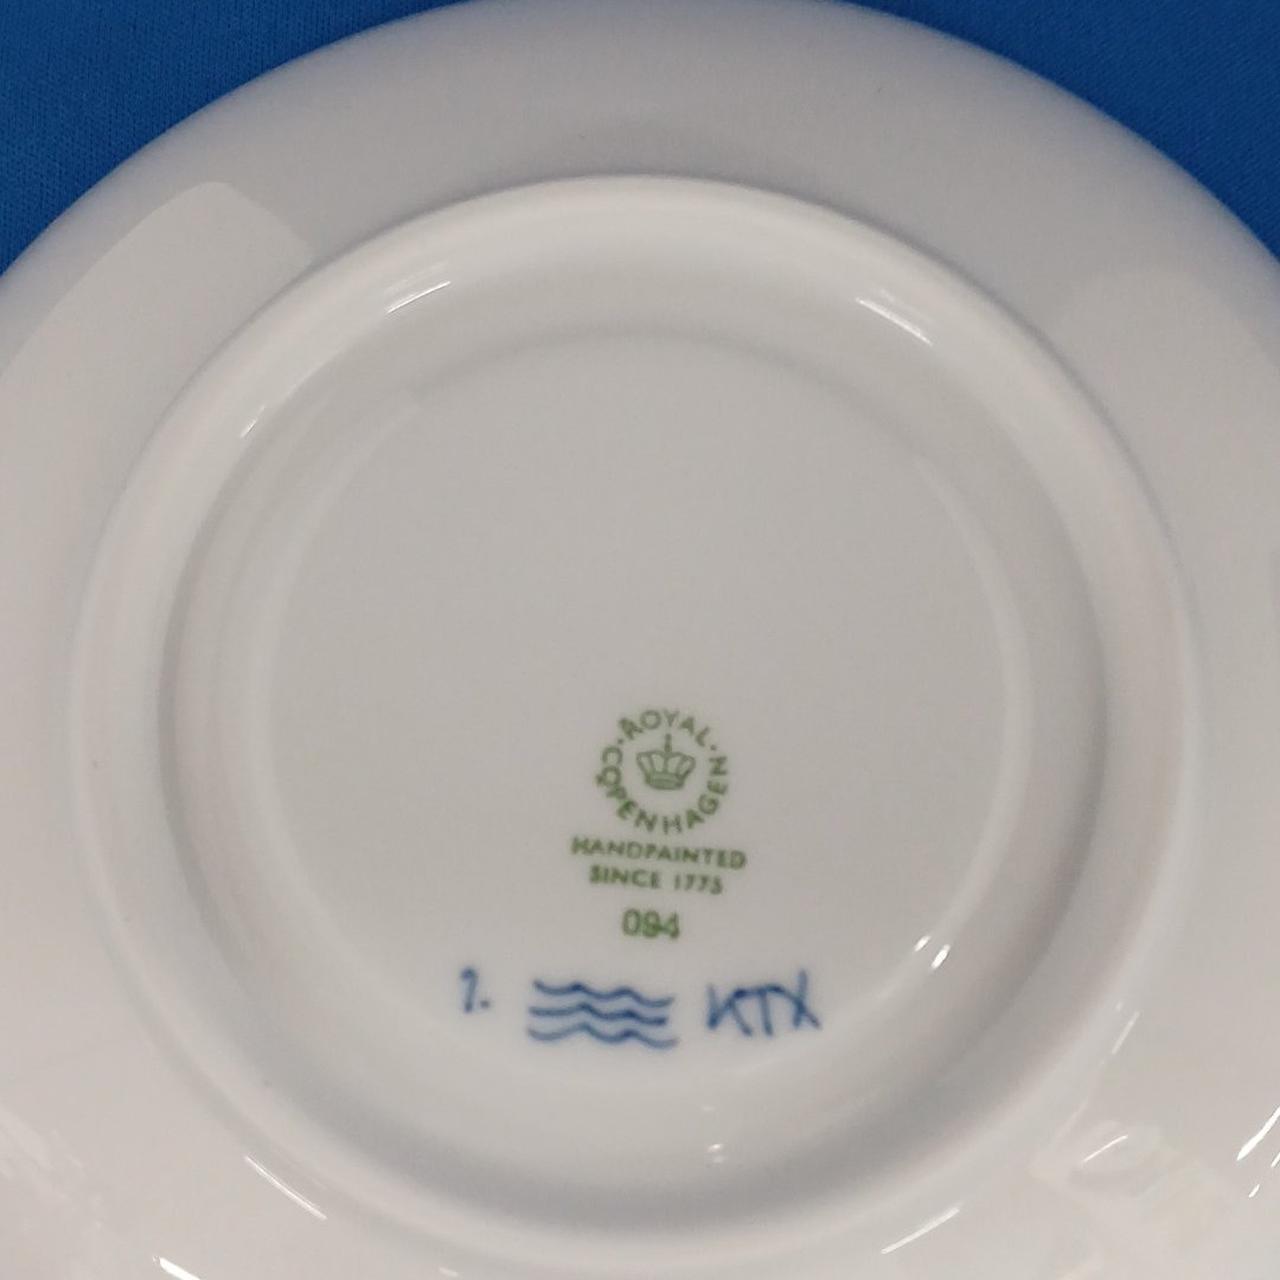 ROYAL · COPENHAGEN ·
HANDPAINTED
SINCE 1775
094
1. KTX